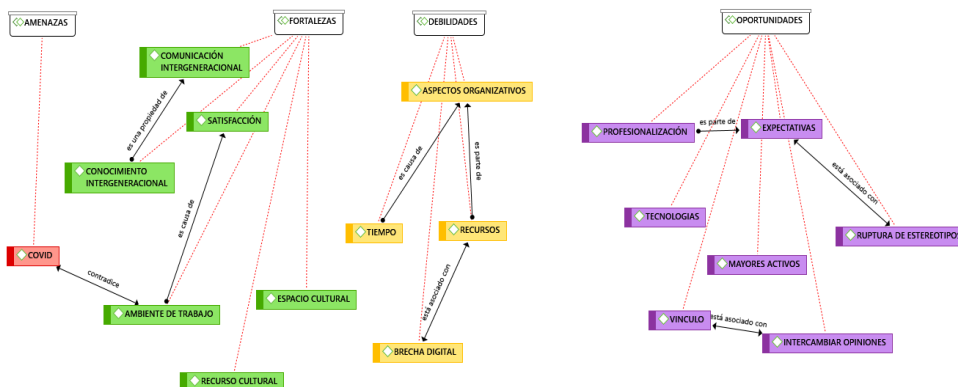 AMENAZAS
FORTALEZAS
DEBILIDADES
OPORTUNIDADES
COMUNICACIÓN
INTERGENERACIONAL
es una propiedad de
SATISFACCIÓN
CONOCIMIENTO
INTERGENERACIONAL
es causa de
COVID
contradice
AMBIENTE DE TRABAJO
ESPACIO CULTURAL
RECURSO CULTURAL
ASPECTOS ORGANIZATIVOS
es causa de
es parte de
TIEMPO
RECURSOS
está asociado con
BRECHA DIGITAL
PROFESIONALIZACIÓN
es parte de
EXPECTATIVAS
está asociado con
TECNOLOGIAS
RUPTURA DE ESTEREOTIPOS
MAYORES ACTIVOS
VINCULO
está asociado con
INTERCAMBIAR OPINIONES